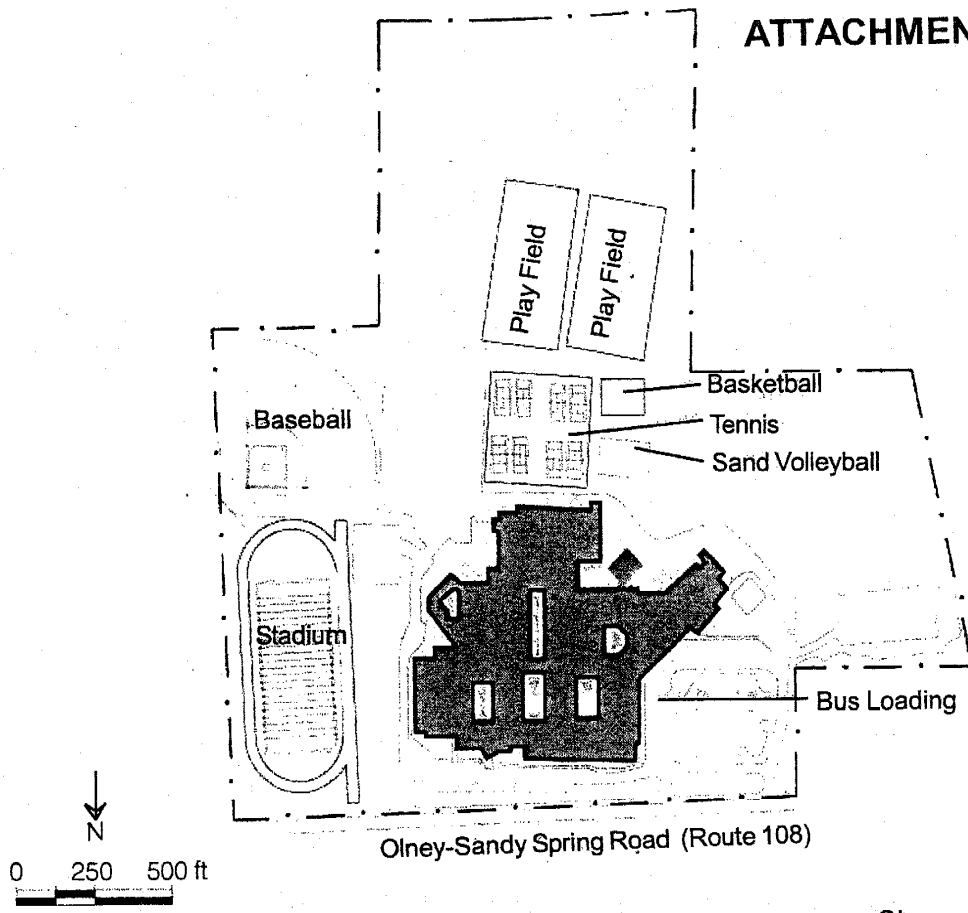 ATTACHMEN
Play Field
Play Field
Basketball
Baseball
Tennis
Sand Volleyball
Stadium
Bus Loading
N
Olney-Sandy Spring Road (Route 108)
0 250 500 ft